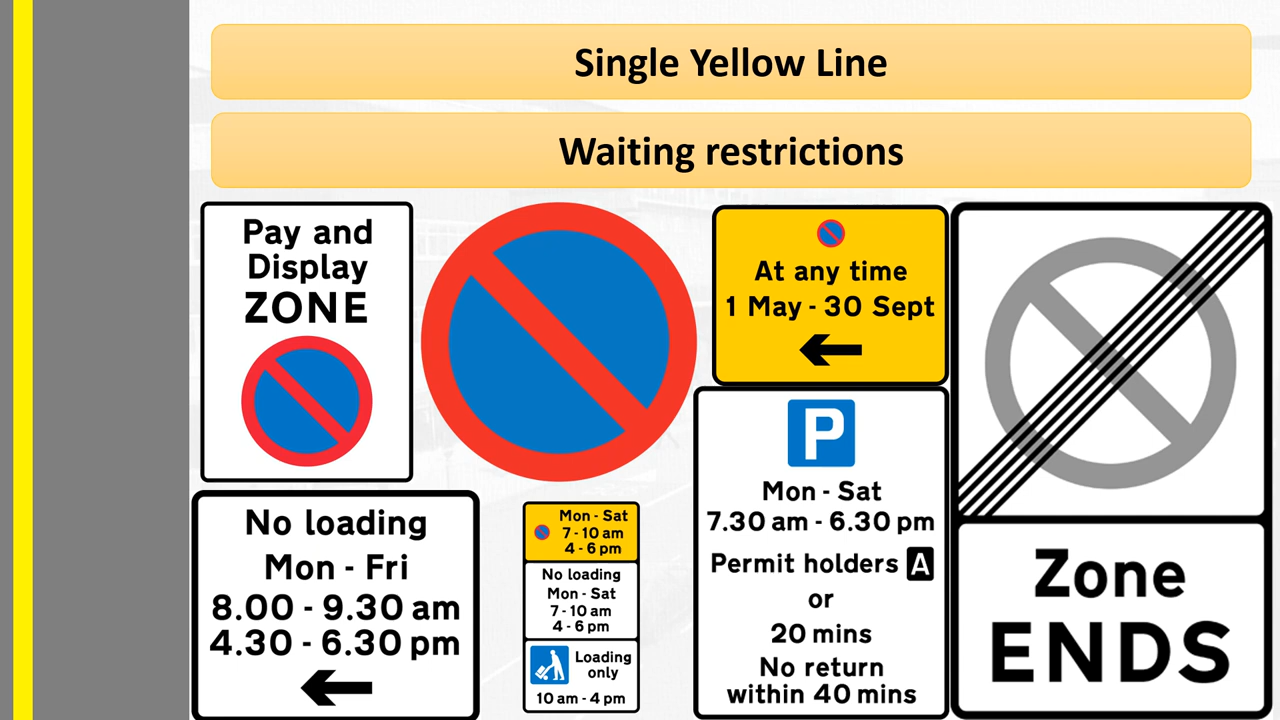 Single Yellow Line
Waiting restrictions
Pay and
Display
ZONE
At any time
1 May - 30 Sept
No loading
Mon - Fri
8.00 - 9.30 am
4.30 - 6.30 pm
Mon - Sat
7 - 10 am
4 - 6 pm
No loading
Mon - Sat
7 - 10 am
4 - 6 pm
Loading
only
10 am - 4 pm
P
Mon - Sat
7.30 am - 6.30 pm
Permit holders A
or
20 mins
No return
within 40 mins
Zone
ENDS